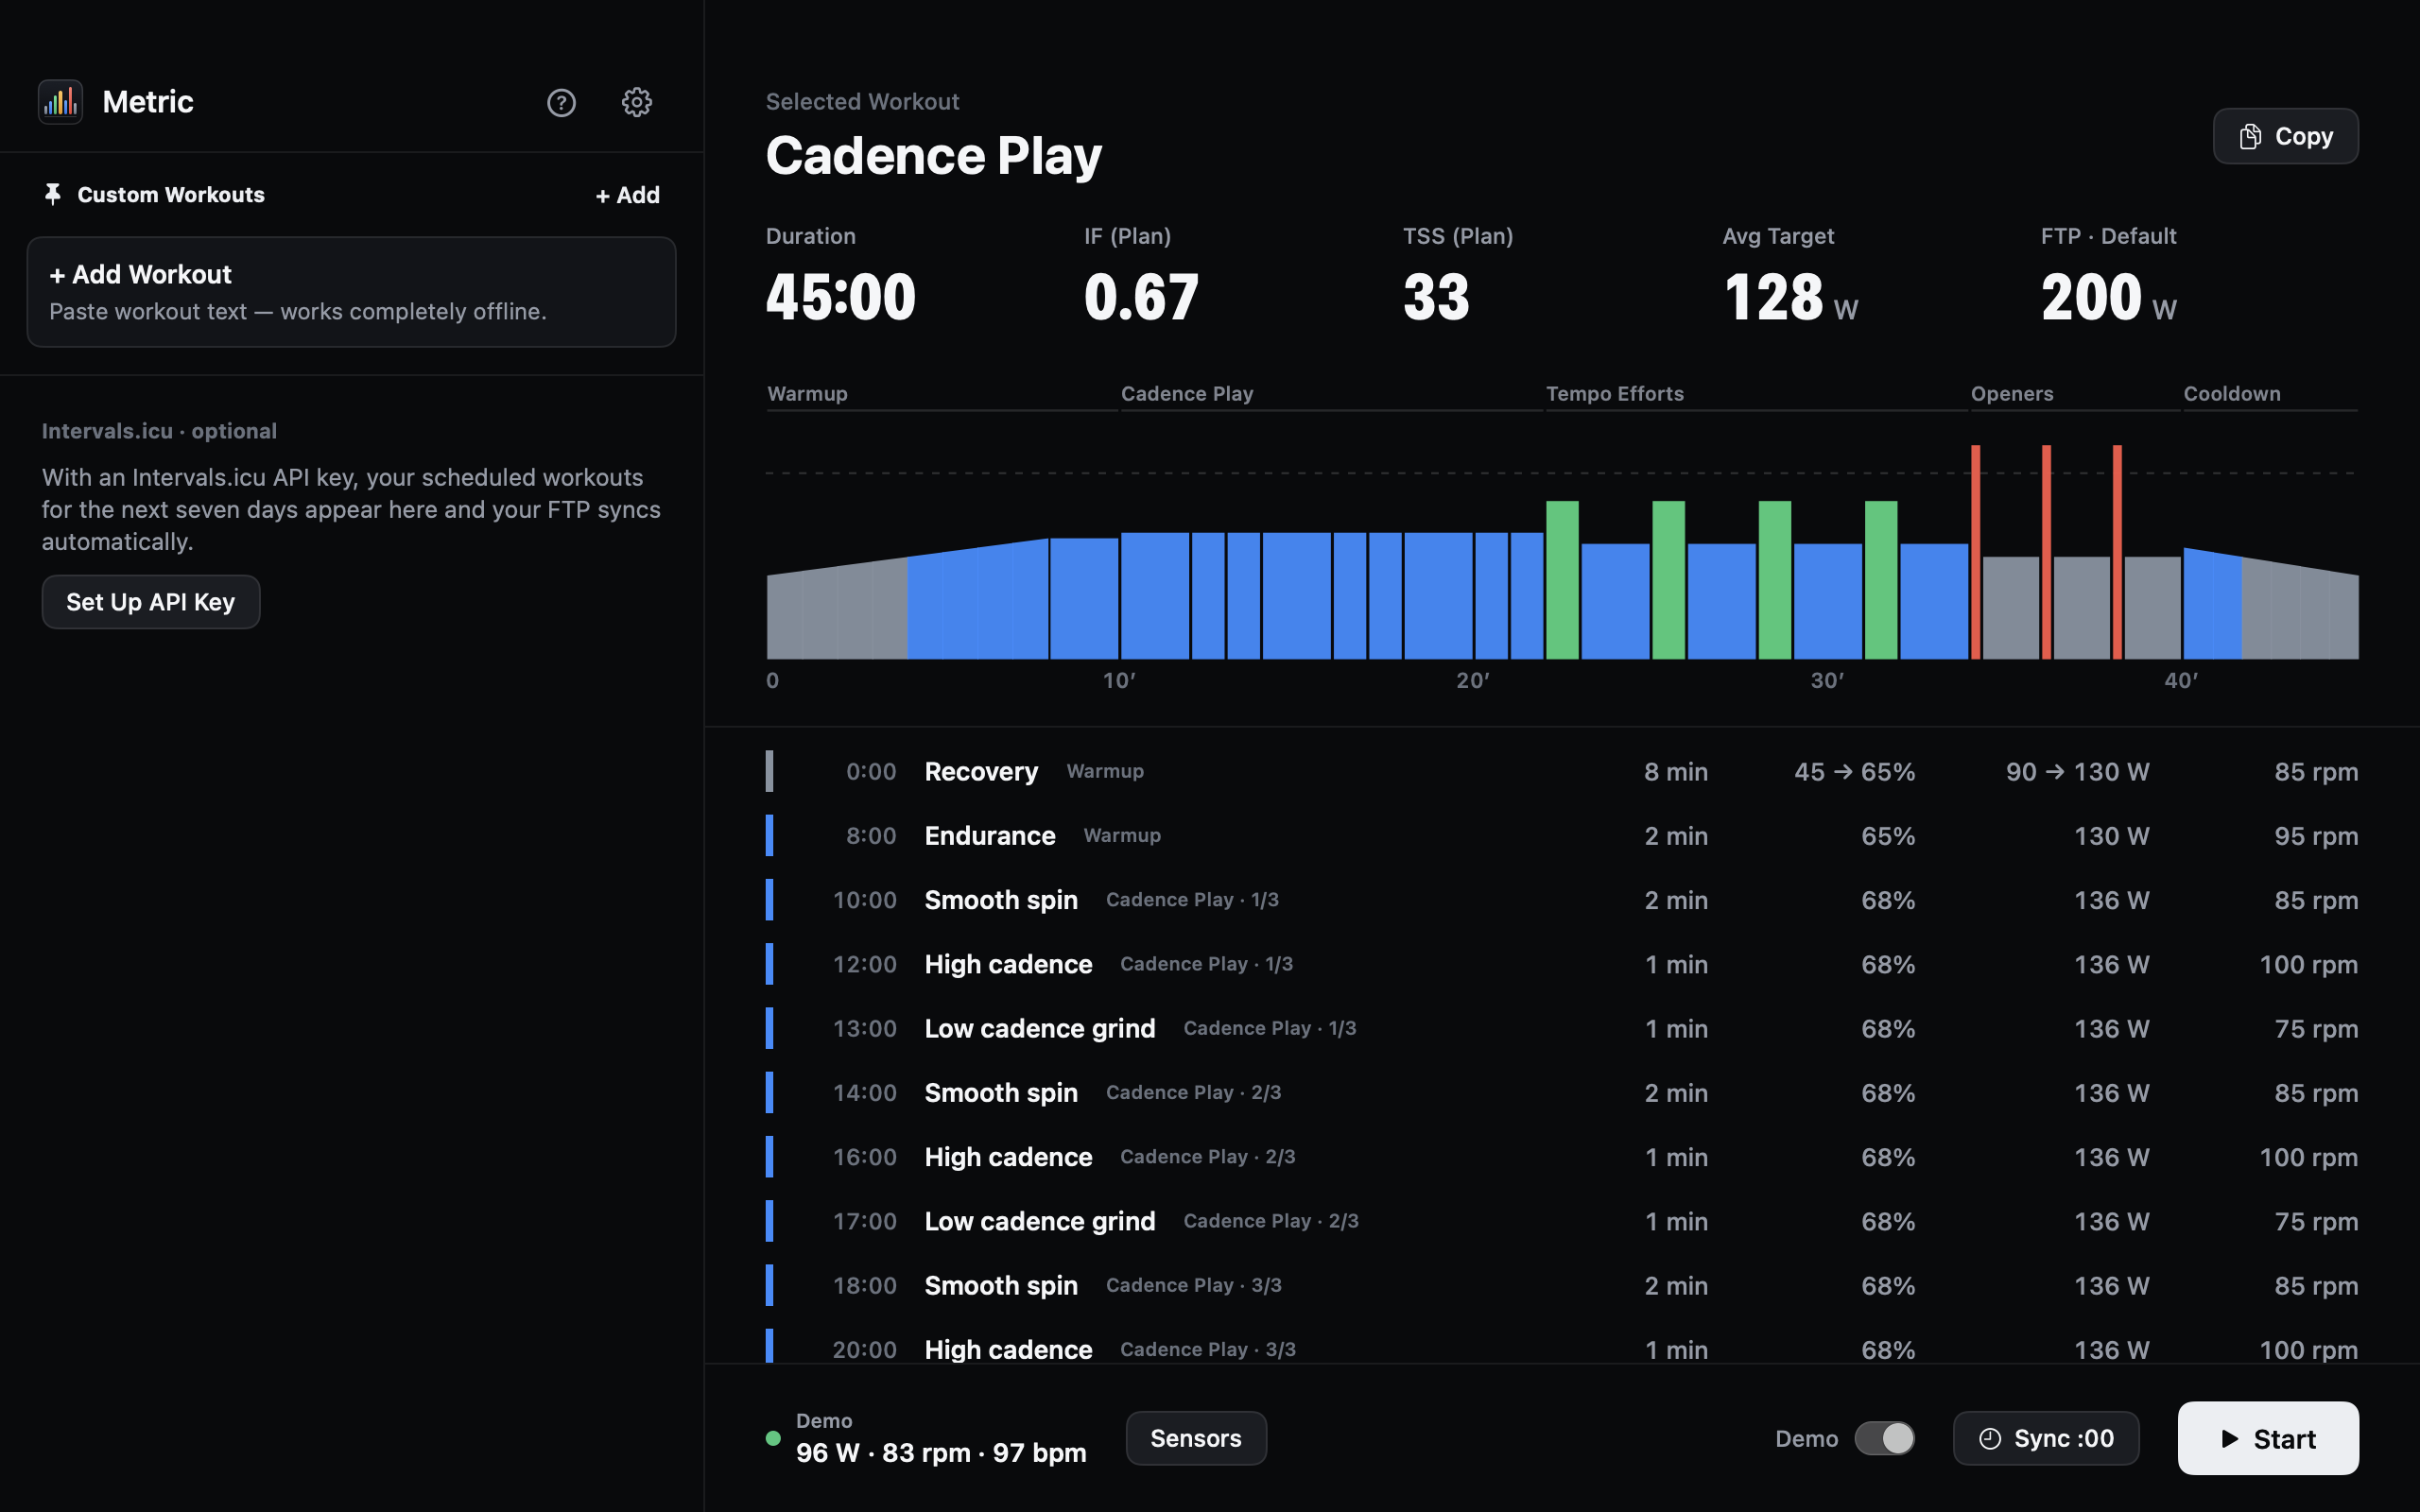 Metric
Custom Workouts
+ Add
+ Add Workout
Paste workout text — works completely offline.
Intervals.icu · optional
With an Intervals.icu API key, your scheduled workouts
for the next seven days appear here and your FTP syncs
automatically.
Set Up API Key
Selected Workout
Cadence Play
Copy
Duration IF (Plan) TSS (Plan) Avg Target FTP · Default
45:00 0.67 33 128 W 200 W
Warmup Cadence Play Tempo Efforts Openers Cooldown
0 10′ 20′ 30′ 40′
0:00 Recovery Warmup 8 min 45 → 65% 90 → 130 W 85 rpm
8:00 Endurance Warmup 2 min 65% 130 W 95 rpm
10:00 Smooth spin Cadence Play · 1/3 2 min 68% 136 W 85 rpm
12:00 High cadence Cadence Play · 1/3 1 min 68% 136 W 100 rpm
13:00 Low cadence grind Cadence Play · 1/3 1 min 68% 136 W 75 rpm
14:00 Smooth spin Cadence Play · 2/3 2 min 68% 136 W 85 rpm
16:00 High cadence Cadence Play · 2/3 1 min 68% 136 W 100 rpm
17:00 Low cadence grind Cadence Play · 2/3 1 min 68% 136 W 75 rpm
18:00 Smooth spin Cadence Play · 3/3 2 min 68% 136 W 85 rpm
20:00 High cadence Cadence Play · 3/3 1 min 68% 136 W 100 rpm
Demo
96 W · 83 rpm · 97 bpm
Sensors
Demo
Sync :00
Start